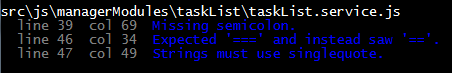 src\js\managerModules\taskList\taskList.service.js
line 39 col 69 Missing semicolon.
line 46 col 34 Expected '===' and instead saw '=='.
line 47 col 49 Strings must use singlequote.